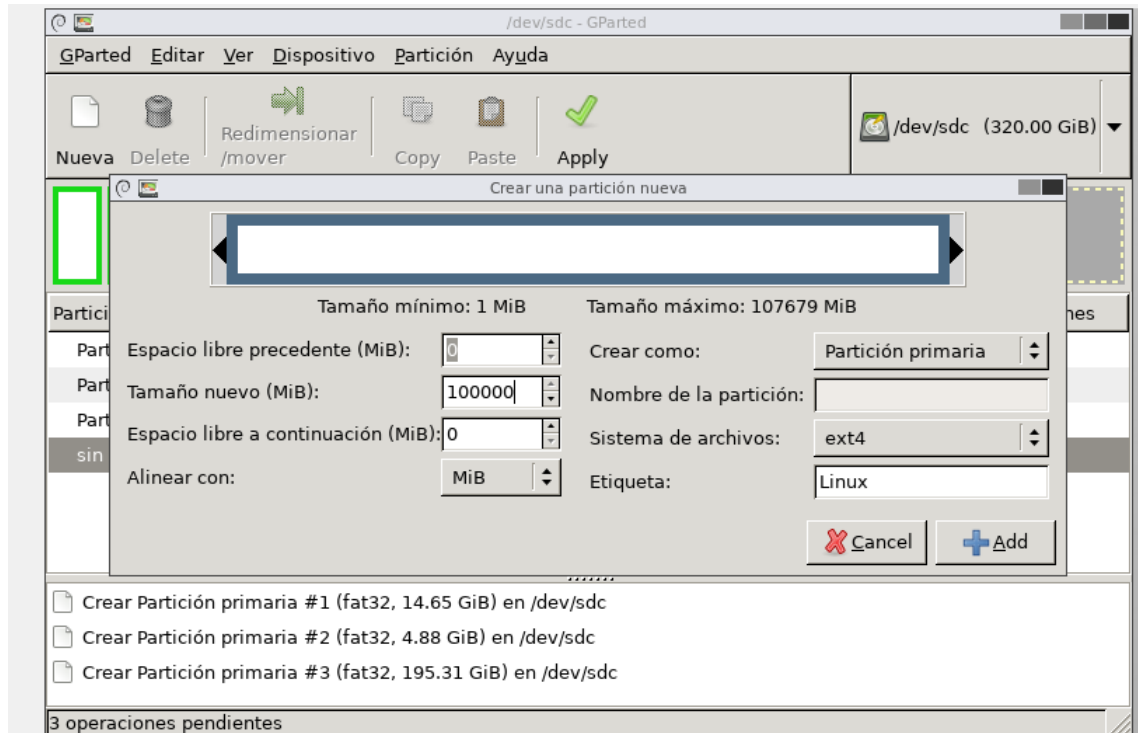 /dev/sdc - GParted
GParted Editar Ver Dispositivo Partición Ayuda
Nueva Delete Redimensionar /mover Copy Paste Apply
/dev/sdc (320.00 GiB)
Crear una partición nueva
Tamaño mínimo: 1 MiB Tamaño máximo: 107679 MiB
Partici nes
Part Espacio libre precedente (MiB): 0 Crear como: Partición primaria
Part Tamaño nuevo (MiB): 100000 Nombre de la partición:
Part Espacio libre a continuación (MiB): 0 Sistema de archivos: ext4
sin
Alinear con: MiB Etiqueta: Linux
Cancel Add
Crear Partición primaria #1 (fat32, 14.65 GiB) en /dev/sdc
Crear Partición primaria #2 (fat32, 4.88 GiB) en /dev/sdc
Crear Partición primaria #3 (fat32, 195.31 GiB) en /dev/sdc
3 operaciones pendientes